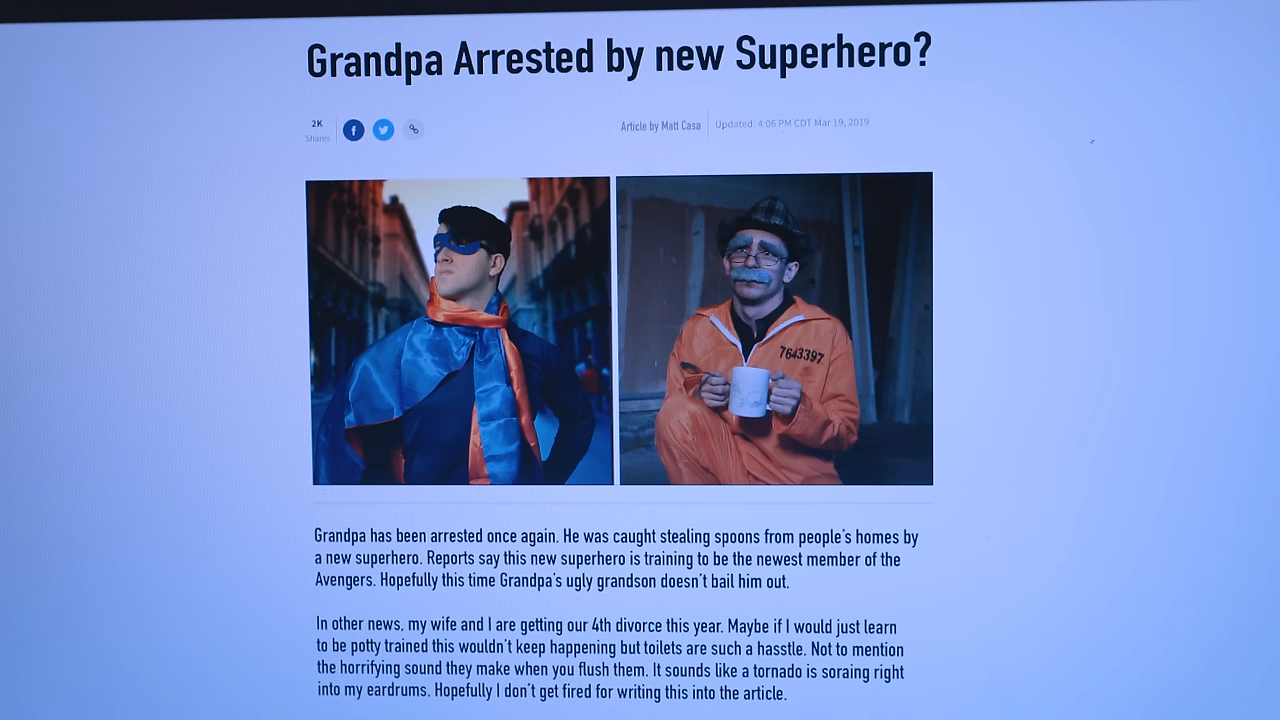 Grandpa Arrested by new Superhero?
2K
Shares
Article by Matt Casa
Updated: 4:06 PM CDT Mar 19, 2019
7643397
Grandpa has been arrested once again. He was caught stealing spoons from people's homes by
a new superhero. Reports say this new superhero is training to be the newest member of the
Avengers. Hopefully this time Grandpa's ugly grandson doesn't bail him out.
In other news, my wife and I are getting our 4th divorce this year. Maybe if I would just learn
to be potty trained this wouldn't keep happening but toilets are such a hasstle. Not to mention
the horrifying sound they make when you flush them. It sounds like a tornado is soraing right
into my eardrums. Hopefully I don't get fired for writing this into the article.